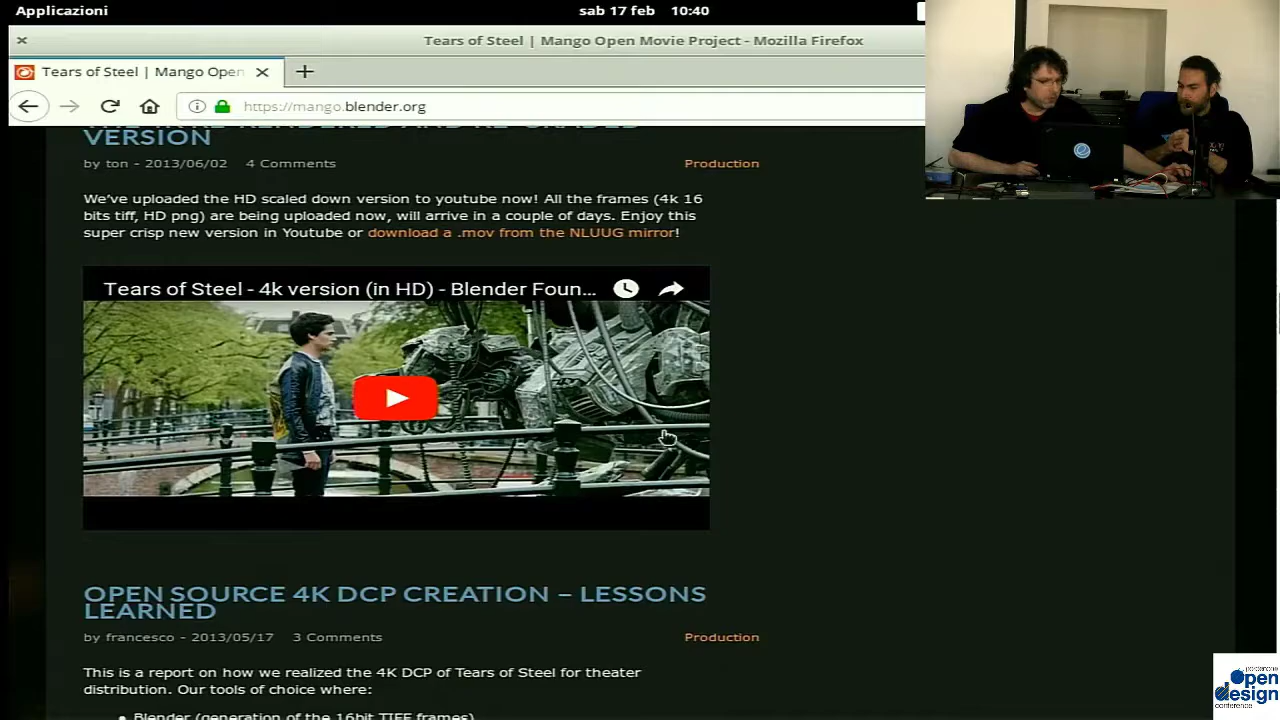 Applicazioni
sab 17 feb 10:40
Tears of Steel | Mango Open Movie Project - Mozilla Firefox
Tears of Steel | Mango Open
https://mango.blender.org
VERSION
by ton - 2013/06/02 4 Comments
Production
We've uploaded the HD scaled down version to youtube now! All the frames (4k 16
bits tiff, HD png) are being uploaded now, will arrive in a couple of days. Enjoy this
super crisp new version in Youtube or download a .mov from the NLUUG mirror!
Tears of Steel - 4k version (in HD) - Blender Foun...
OPEN SOURCE 4K DCP CREATION – LESSONS
LEARNED
by francesco - 2013/05/17 3 Comments
Production
This is a report on how we realized the 4K DCP of Tears of Steel for theater
distribution. Our tools of choice where:
Blender (generation of the 16bit TIFF frames)
pordenone
open
design
conference